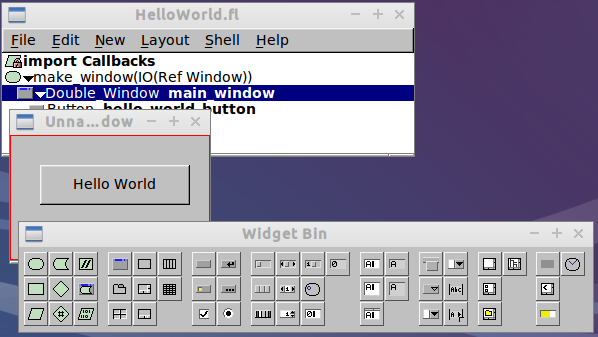 HelloWorld.fl
File Edit New Layout Shell Help
import Callbacks
make_window(IO(Ref Window))
Double_Window main_window
Button hello_world_button
Unna...dow
Hello World
Widget Bin